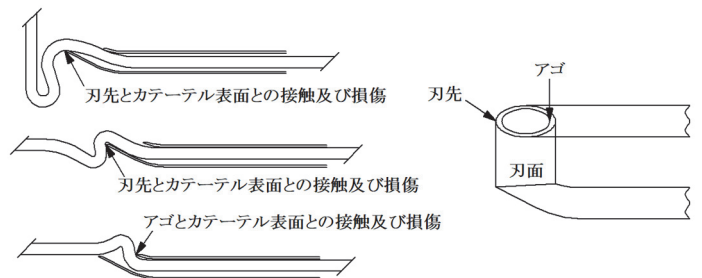 刃先とカテーテル表面との接触及び損傷
刃先とカテーテル表面との接触及び損傷
アゴとカテーテル表面との接触及び損傷
アゴ
刃先
刃面